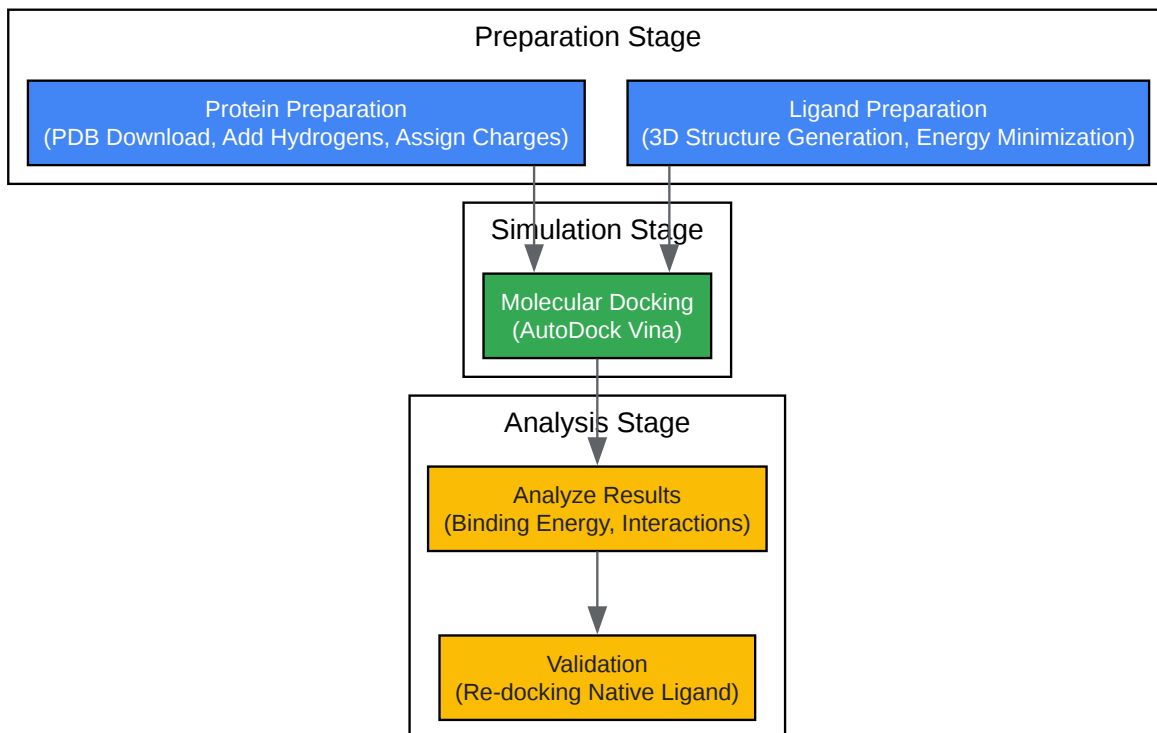 Preparation Stage
Protein Preparation
(PDB Download, Add Hydrogens, Assign Charges)
Ligand Preparation
(3D Structure Generation, Energy Minimization)
Simulation Stage
Molecular Docking
(AutoDock Vina)
Analysis Stage
Analyze Results
(Binding Energy, Interactions)
Validation
(Re-docking Native Ligand)